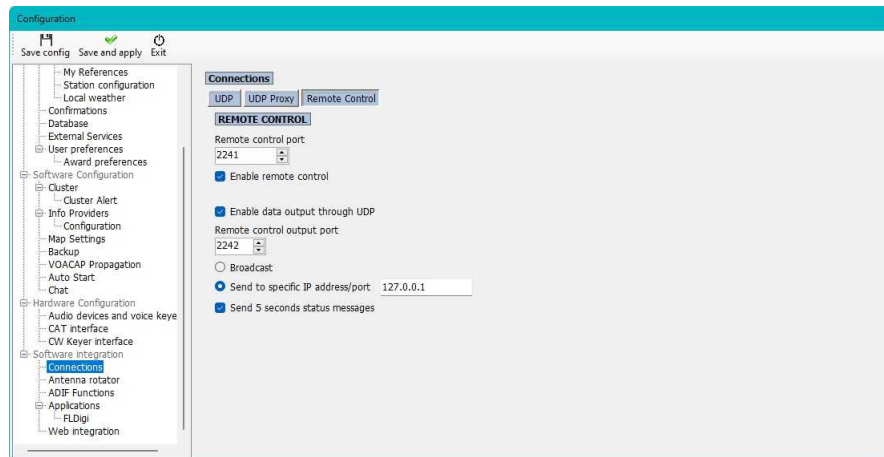 Configuration
Save config Save and apply Exit
My References
Station configuration
Local weather
Confirmations
Database
External Services
User preferences
Award preferences
Software Configuration
Cluster
Cluster Alert
Info Providers
Configuration
Map Settings
Backup
VOACAP Propagation
Auto Start
Chat
Hardware Configuration
Audio devices and voice keye
CAT interface
CW Keyer interface
Software integration
Connections
Antenna rotator
ADIF Functions
Applications
FLDigi
Web integration
Connections
UDP UDP Proxy Remote Control
REMOTE CONTROL
Remote control port
2241
Enable remote control
Enable data output through UDP
Remote control output port
2242
Broadcast
Send to specific IP address/port 127.0.0.1
Send 5 seconds status messages